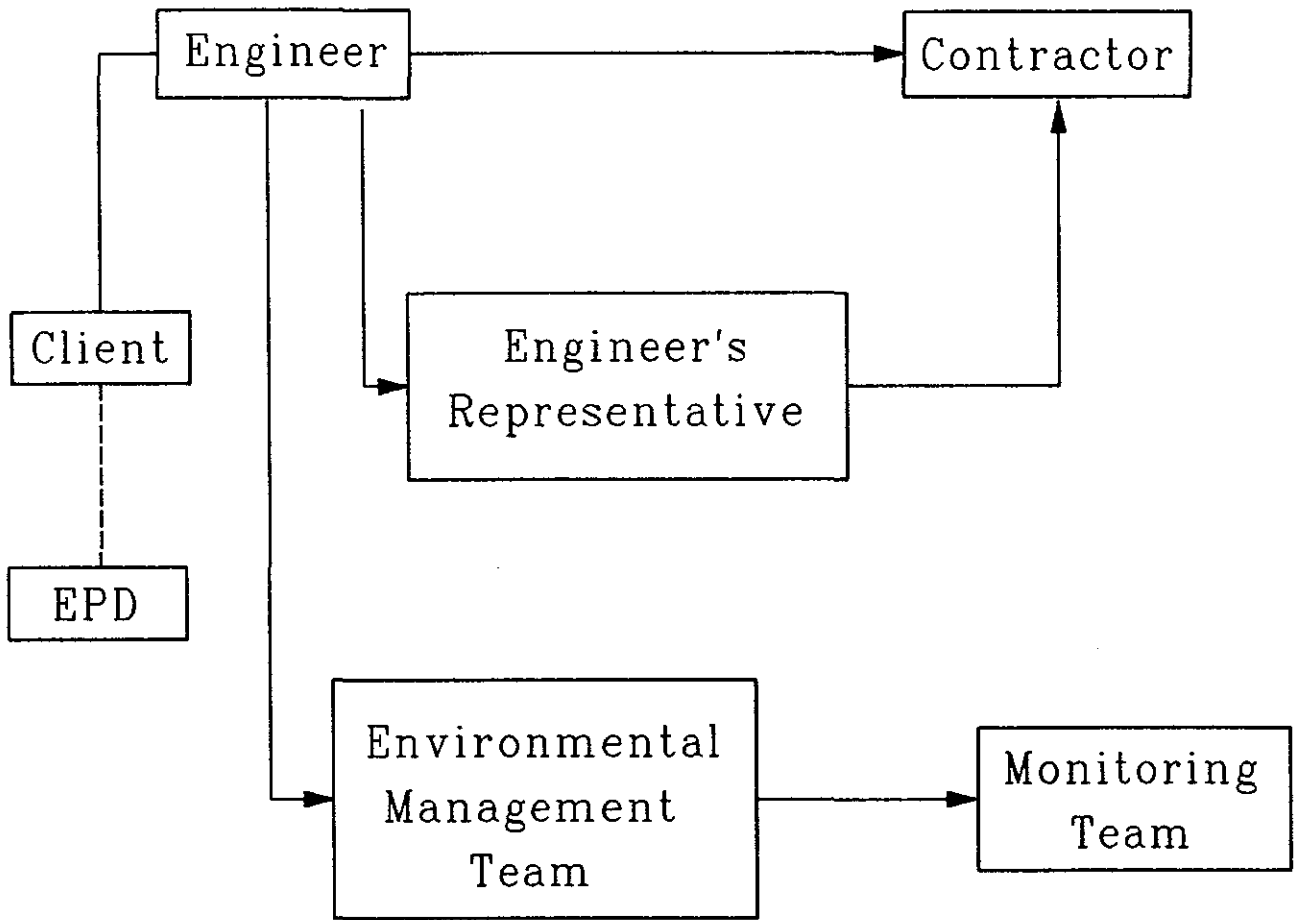 Engineer
Contractor
Client
Engineer's
Representative
EPD
Environmental
Management
Team
Monitoring
Team